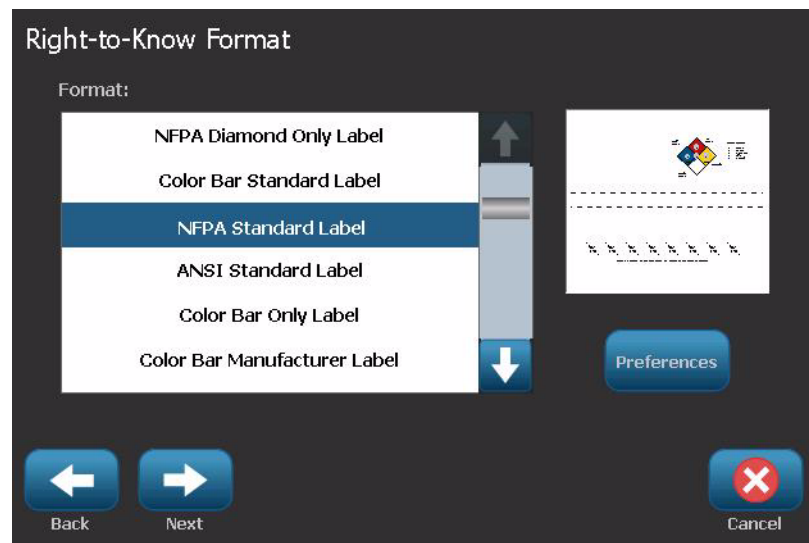 Right-to-Know Format
Format:
NFPA Diamond Only Label
Color Bar Standard Label
NFPA Standard Label
ANSI Standard Label
Color Bar Only Label
Color Bar Manufacturer Label
Preferences
Back
Next
Cancel